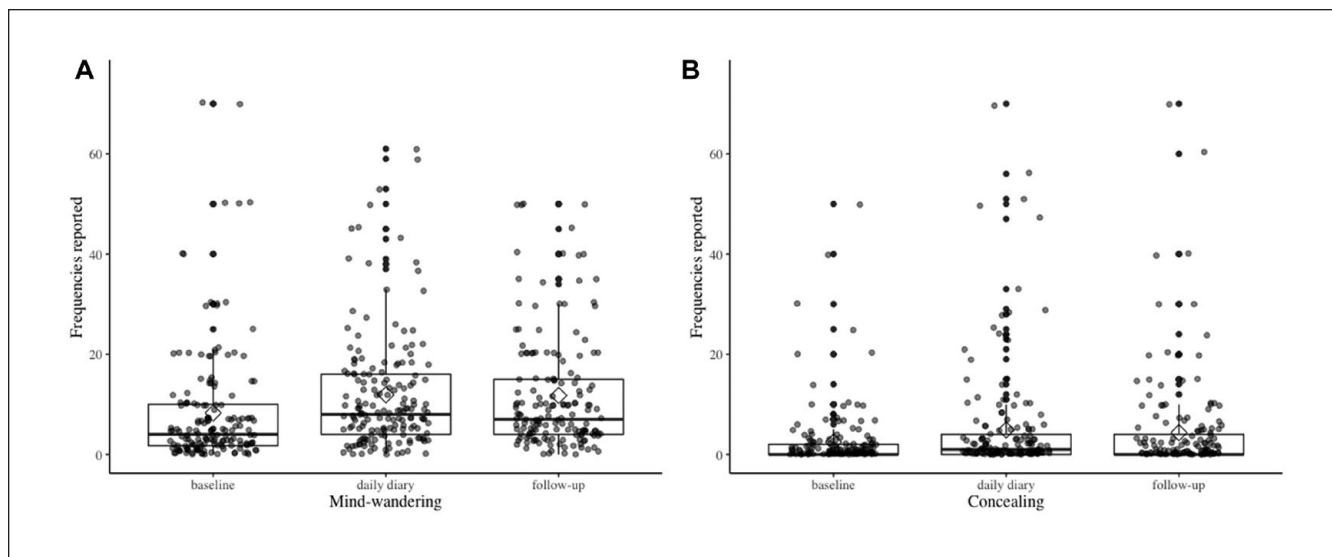 A
Frequencies reported
60
40
20
0
baseline daily diary follow-up
Mind-wandering
B
Frequencies reported
60
40
20
0
baseline daily diary follow-up
Concealing